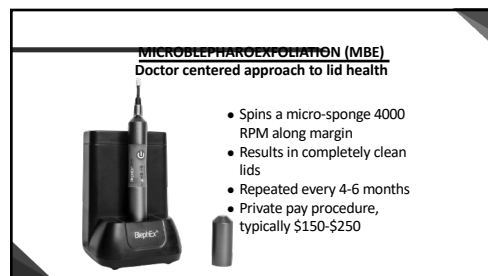 MICROBLEPHAROEXFOLIATION (MBE)
Doctor centered approach to lid health
• Spins a micro-sponge 4000
RPM along margin
• Results in completely clean
lids
• Repeated every 4-6 months
• Private pay procedure,
typically $150-$250
BlephEx